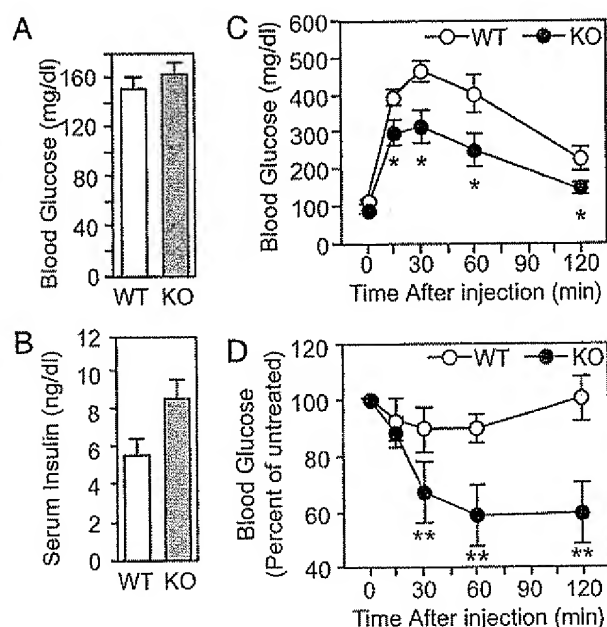 A
Blood Glucose (mg/dl)
160
120
80
40
0
WT KO
B
Serum Insulin (ng/dl)
12
10
8
6
4
2
0
WT KO
C
WT KO
Blood Glucose (mg/dl)
600
500
400
300
200
100
0
* * * *
0 30 60 90 120
Time After injection (min)
D
WT KO
Blood Glucose
(Percent of untreated)
100
80
60
40
** ** **
0 30 60 90 120
Time After injection (min)